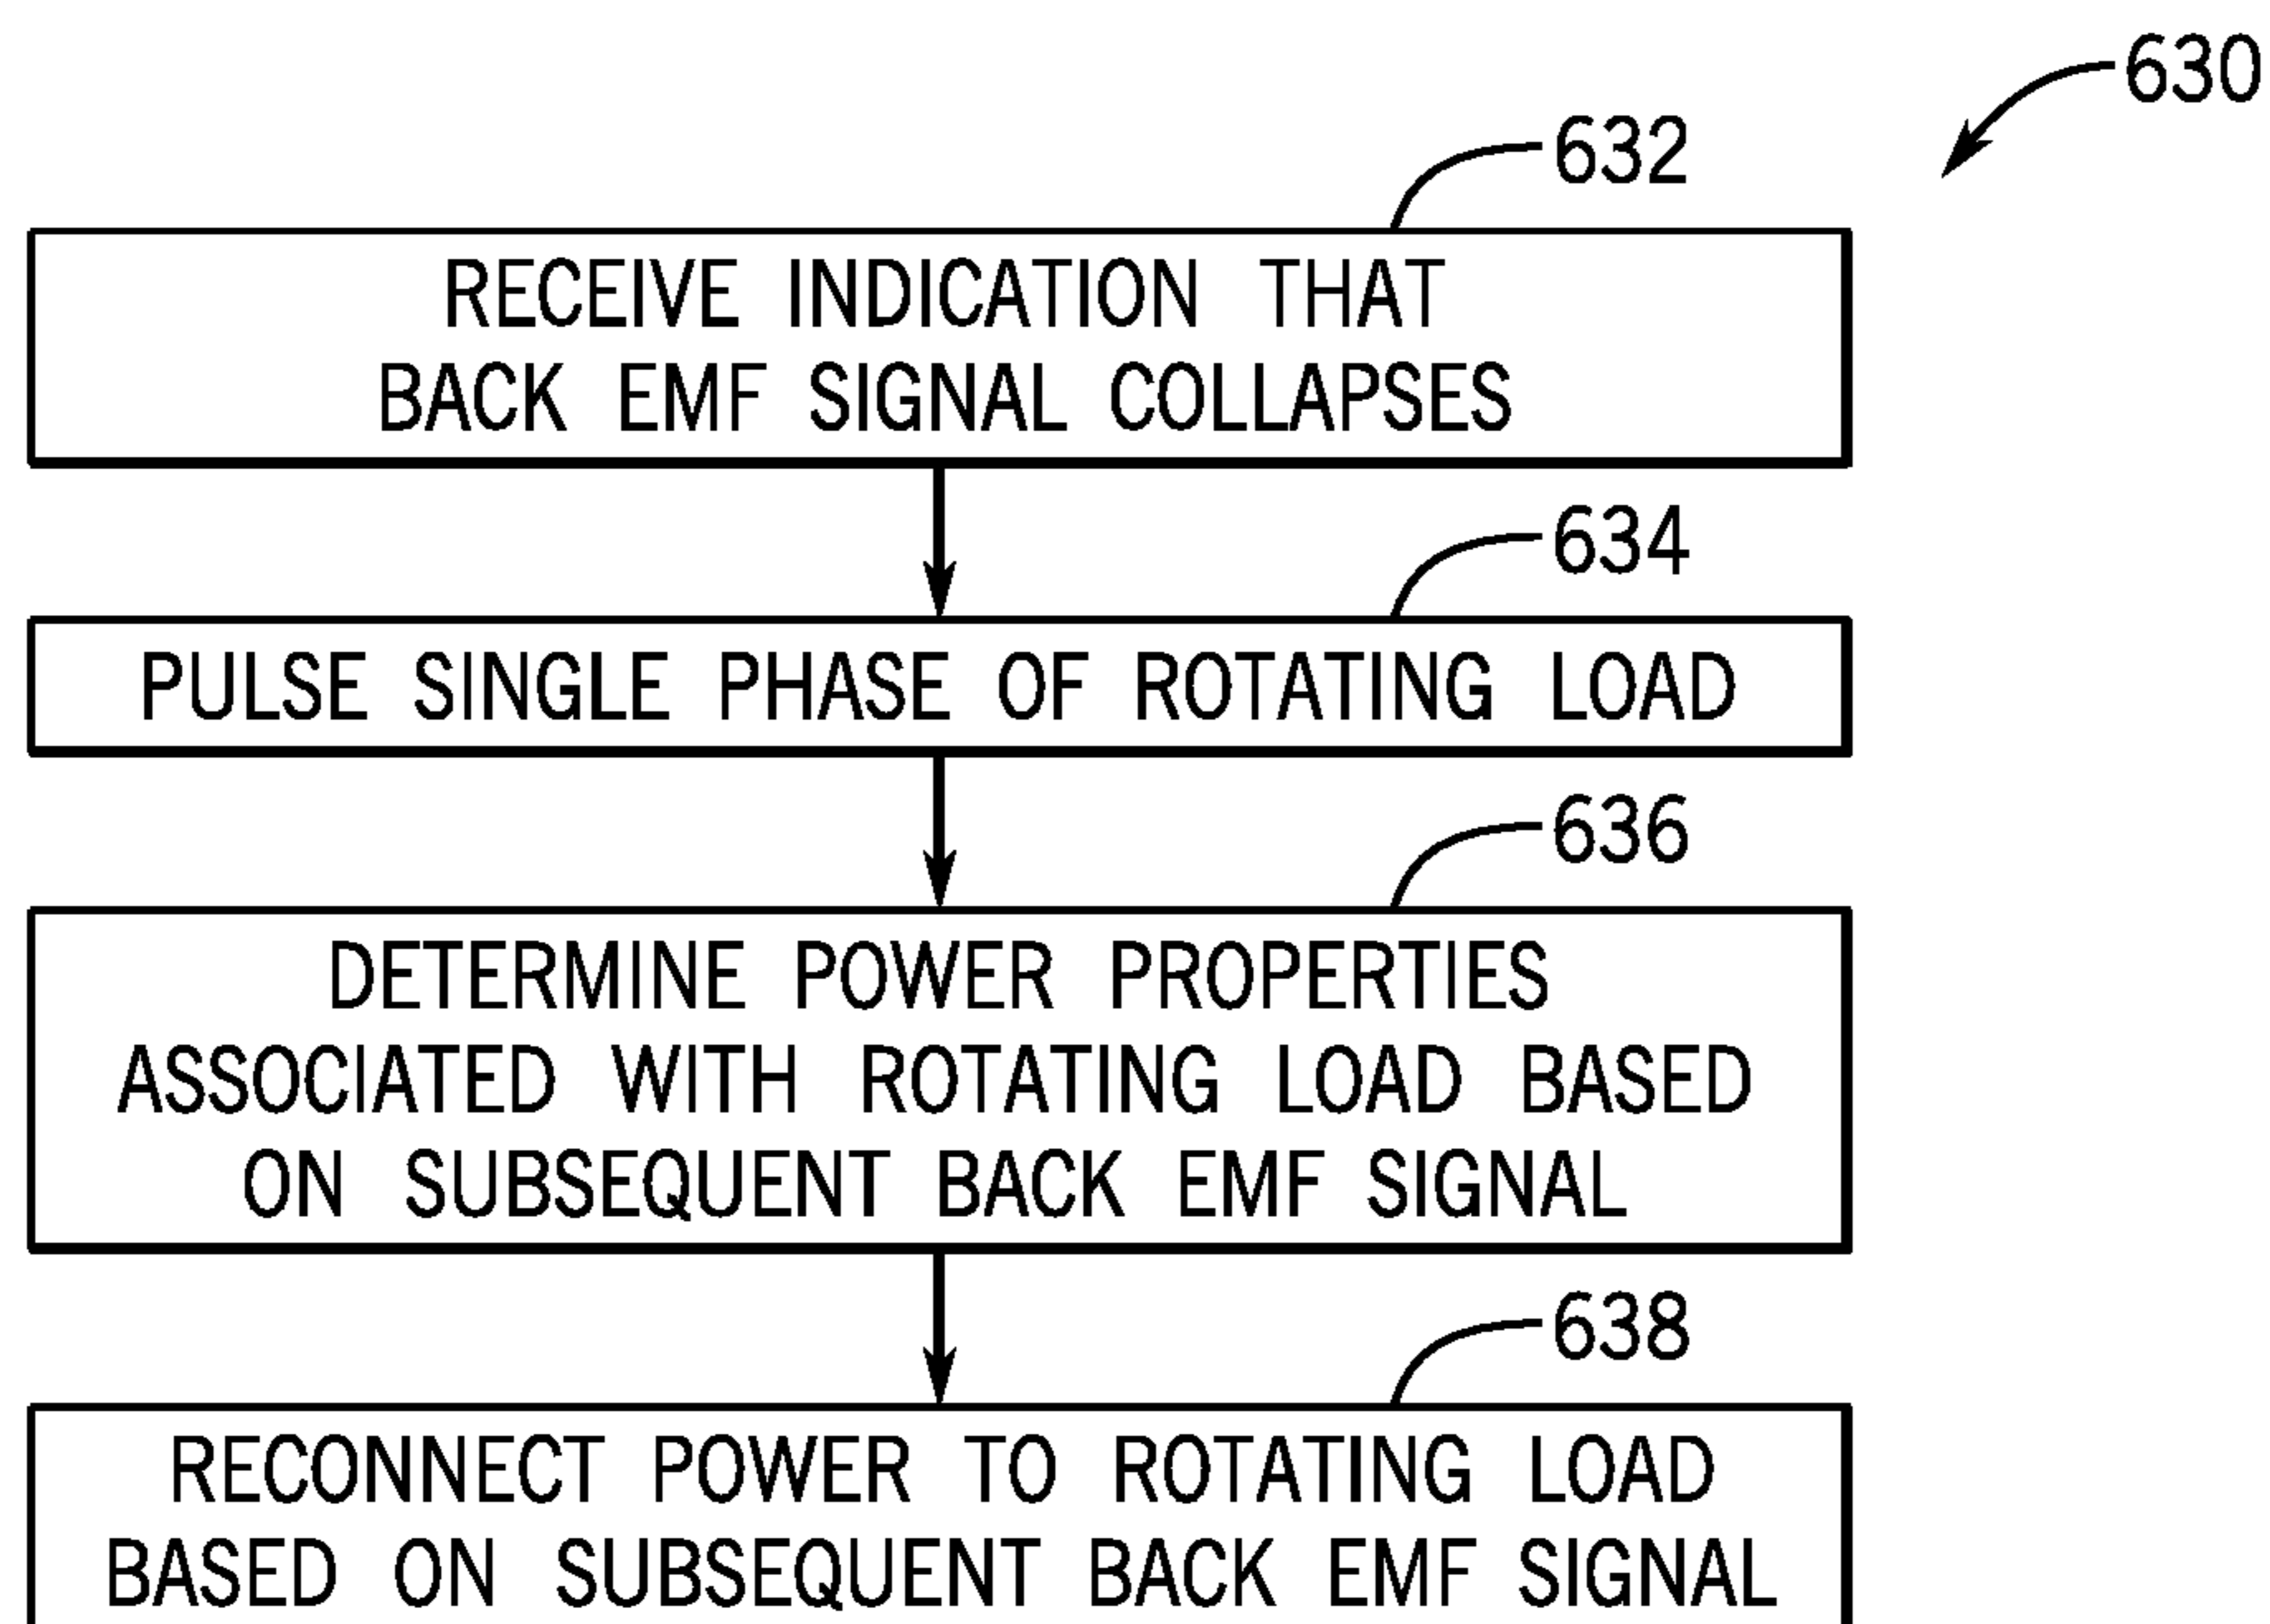 630
632
RECEIVE INDICATION THAT
BACK EMF SIGNAL COLLAPSES
634
PULSE SINGLE PHASE OF ROTATING LOAD
636
DETERMINE POWER PROPERTIES
ASSOCIATED WITH ROTATING LOAD BASED
ON SUBSEQUENT BACK EMF SIGNAL
638
RECONNECT POWER TO ROTATING LOAD
BASED ON SUBSEQUENT BACK EMF SIGNAL